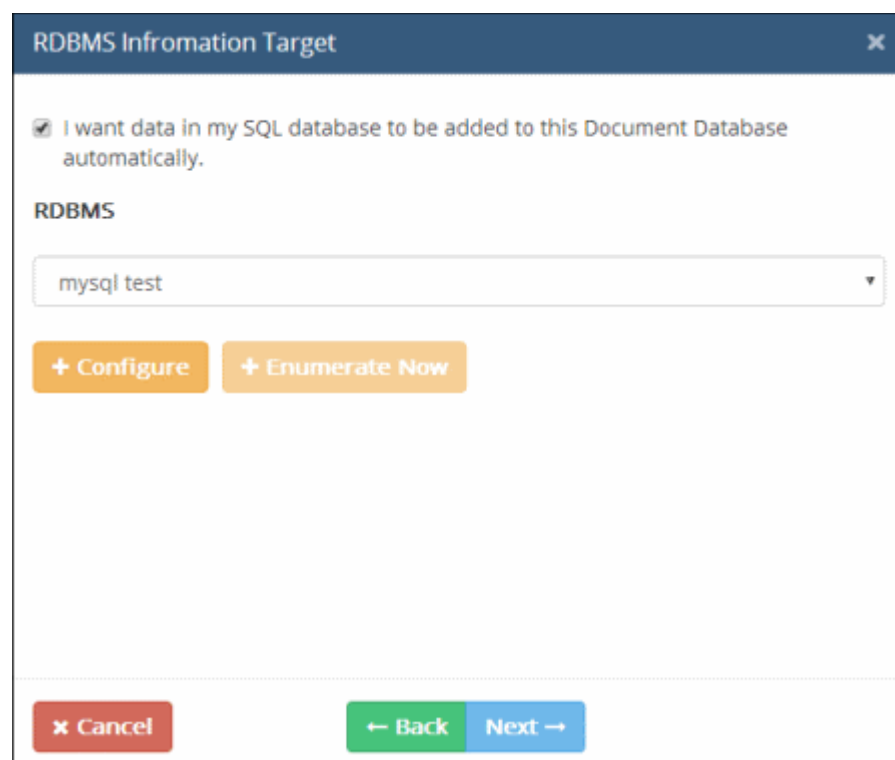 RDBMS Infromation Target ×
I want data in my SQL database to be added to this Document Database
automatically.
RDBMS
mysql test
+ Configure + Enumerate Now
× Cancel ← Back Next →